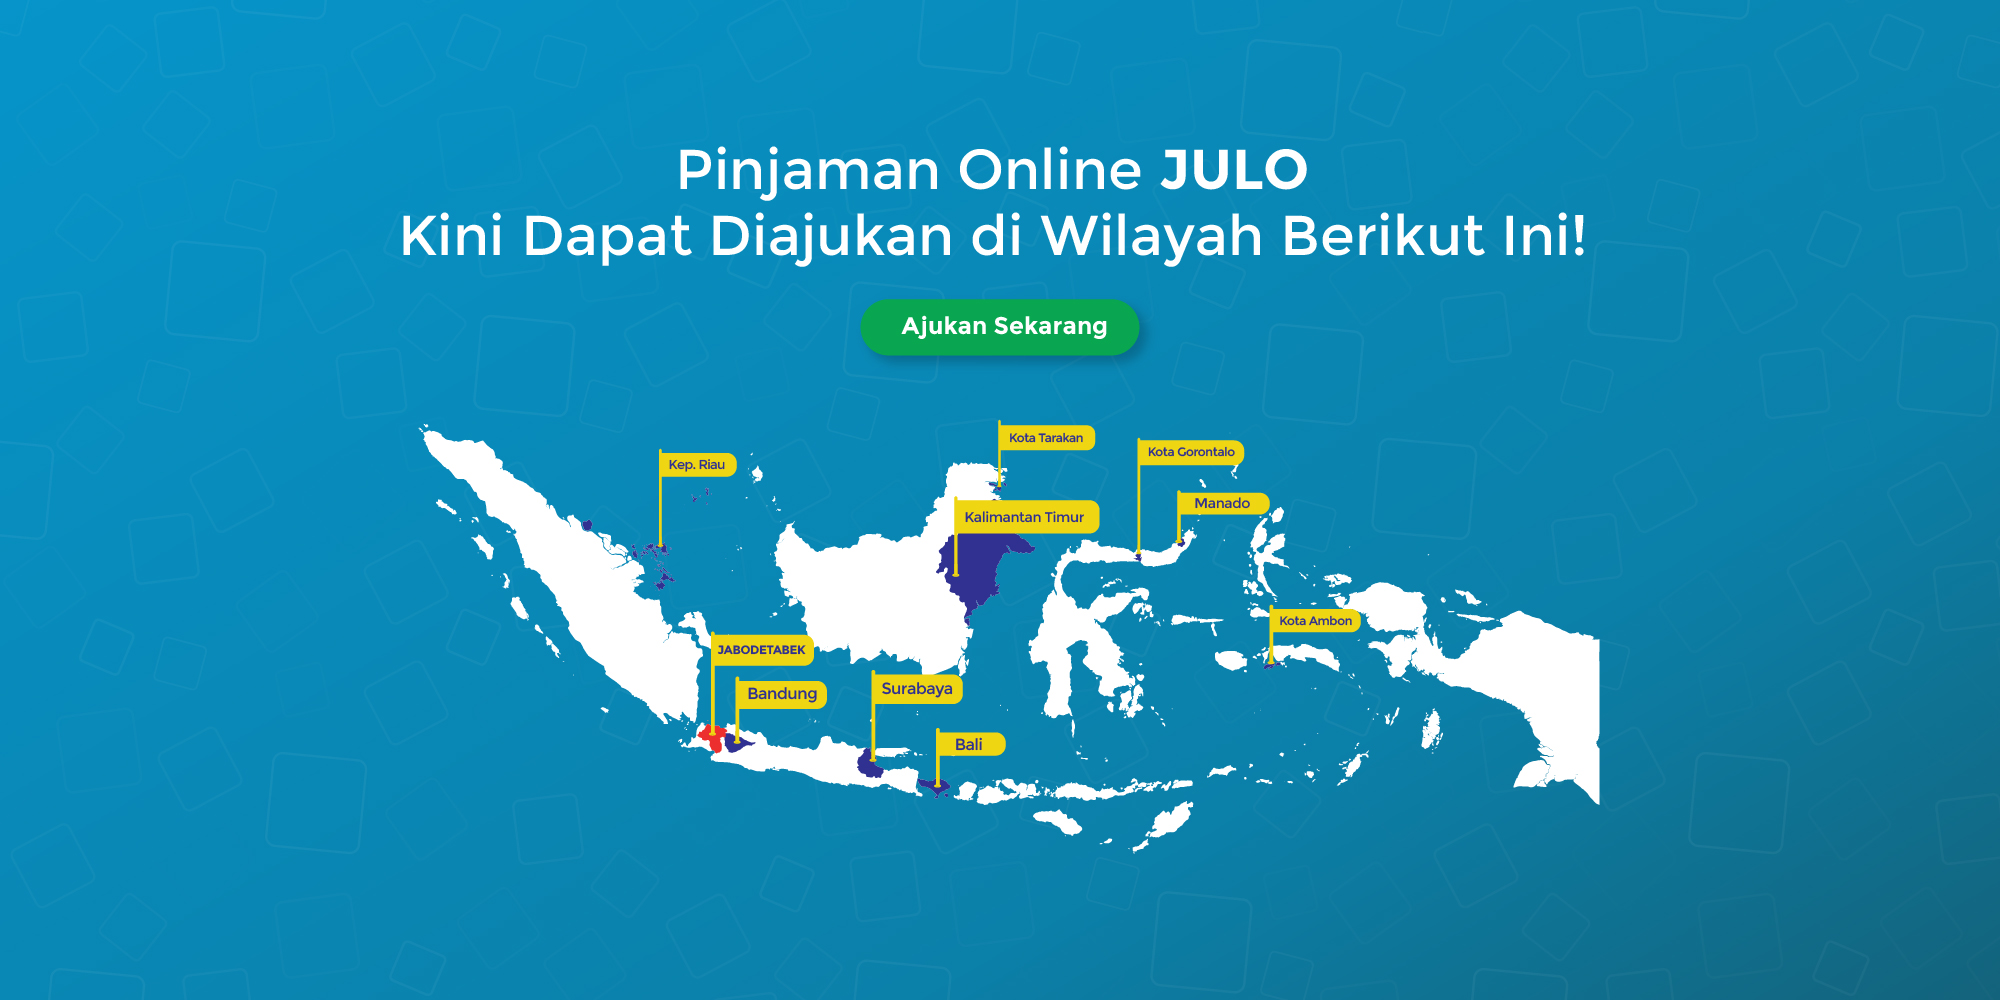 Pinjaman Online JULO
Kini Dapat Diajukan di Wilayah Berikut Ini!
Ajukan Sekarang
Kota Tarakan
Kota Gorontalo
Kep. Riau
Manado
Kalimantan Timur
Kota Ambon
JABODETABEK
Bandung
Surabaya
Bali